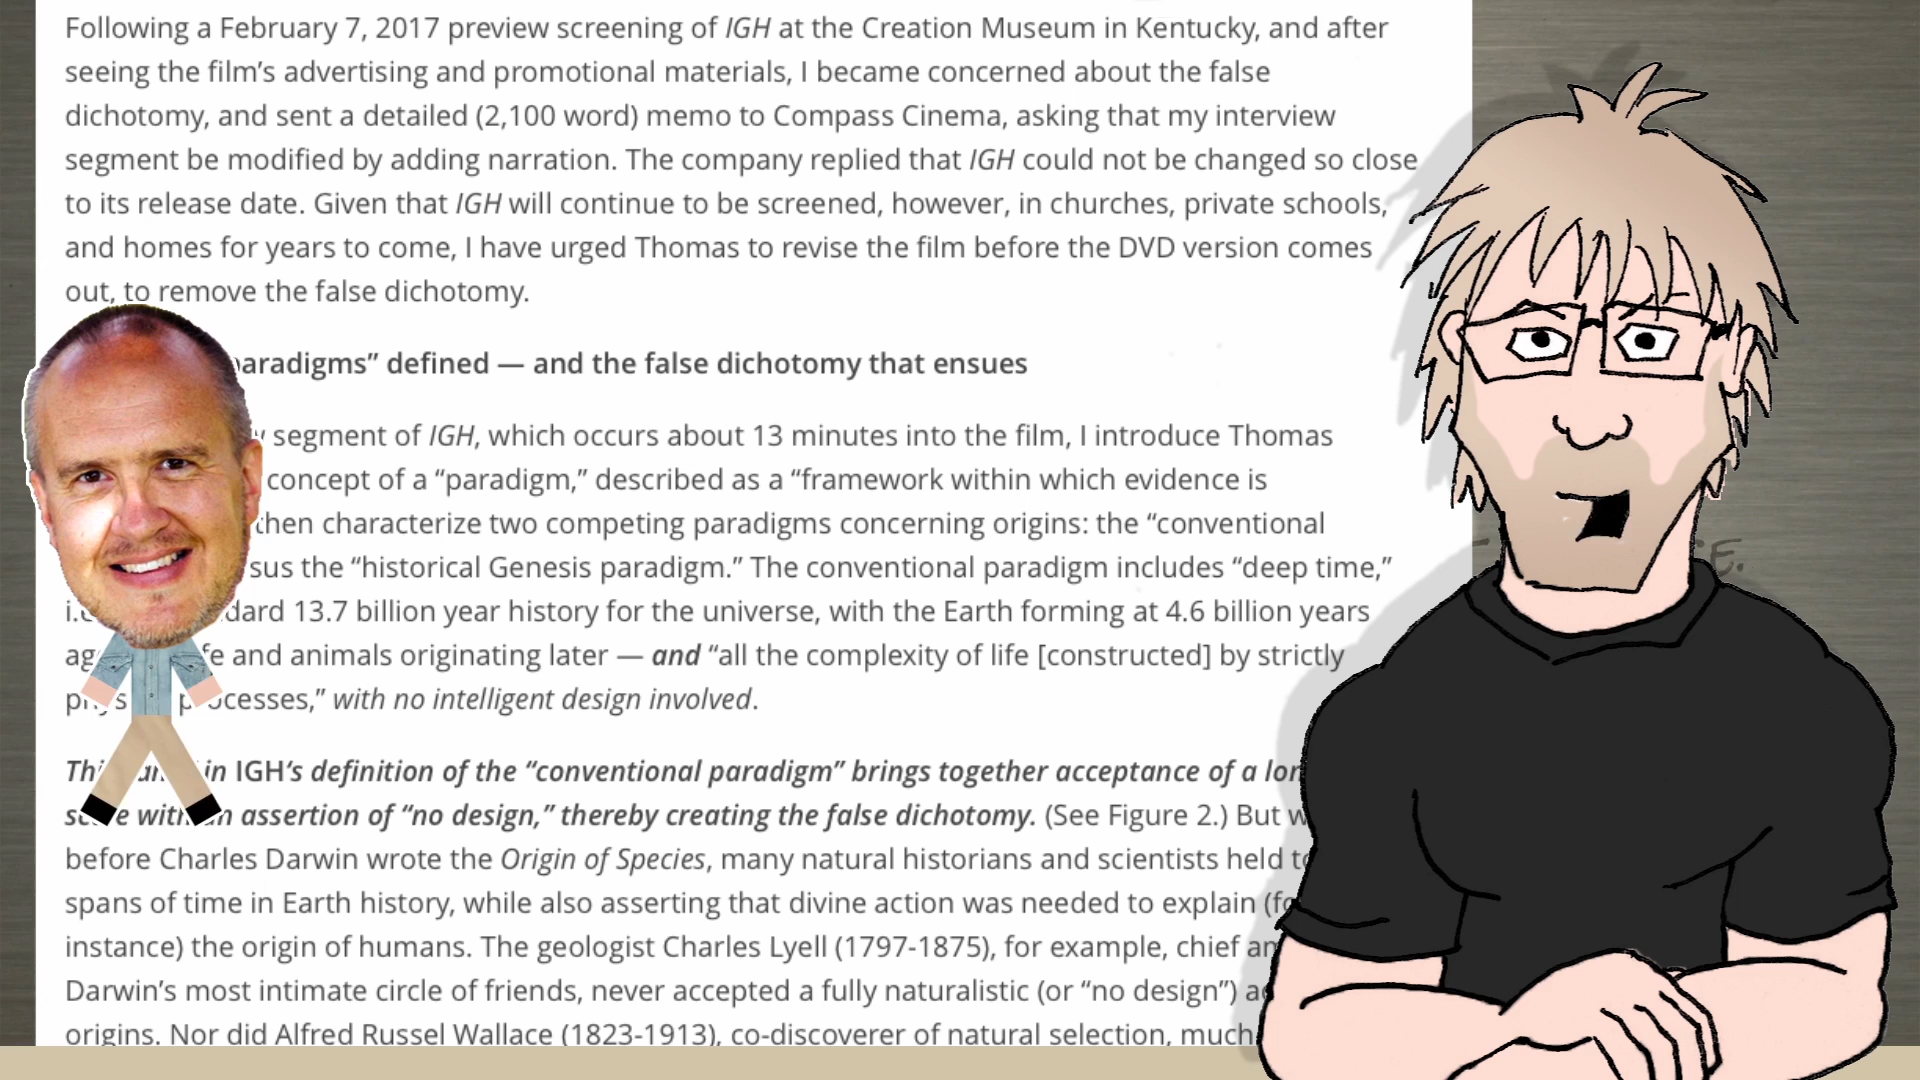 Following a February 7, 2017 preview screening of IGH at the Creation Museum in Kentucky, and after
seeing the film’s advertising and promotional materials, I became concerned about the false
dichotomy, and sent a detailed (2,100 word) memo to Compass Cinema, asking that my interview
segment be modified by adding narration. The company replied that IGH could not be changed so close
to its release date. Given that IGH will continue to be screened, however, in churches, private schools,
and homes for years to come, I have urged Thomas to revise the film before the DVD version comes
out, to remove the false dichotomy.
paradigms” defined — and the false dichotomy that ensues
segment of IGH, which occurs about 13 minutes into the film, I introduce Thomas
concept of a “paradigm,” described as a “framework within which evidence is
then characterize two competing paradigms concerning origins: the “conventional
the “historical Genesis paradigm.” The conventional paradigm includes “deep time,”
13.7 billion year history for the universe, with the Earth forming at 4.6 billion years
and animals originating later — and “all the complexity of life [constructed] by strictly
processes,” with no intelligent design involved.
in IGH‘s definition of the “conventional paradigm” brings together acceptance of a
assertion of “no design,” thereby creating the false dichotomy. (See Figure 2.) But
before Charles Darwin wrote the Origin of Species, many natural historians and scientists held
spans of time in Earth history, while also asserting that divine action was needed to explain
instance) the origin of humans. The geologist Charles Lyell (1797-1875), for example, chief
Darwin’s most intimate circle of friends, never accepted a fully naturalistic (or “no design”)
origins. Nor did Alfred Russel Wallace (1823-1913), co-discoverer of natural selection, much